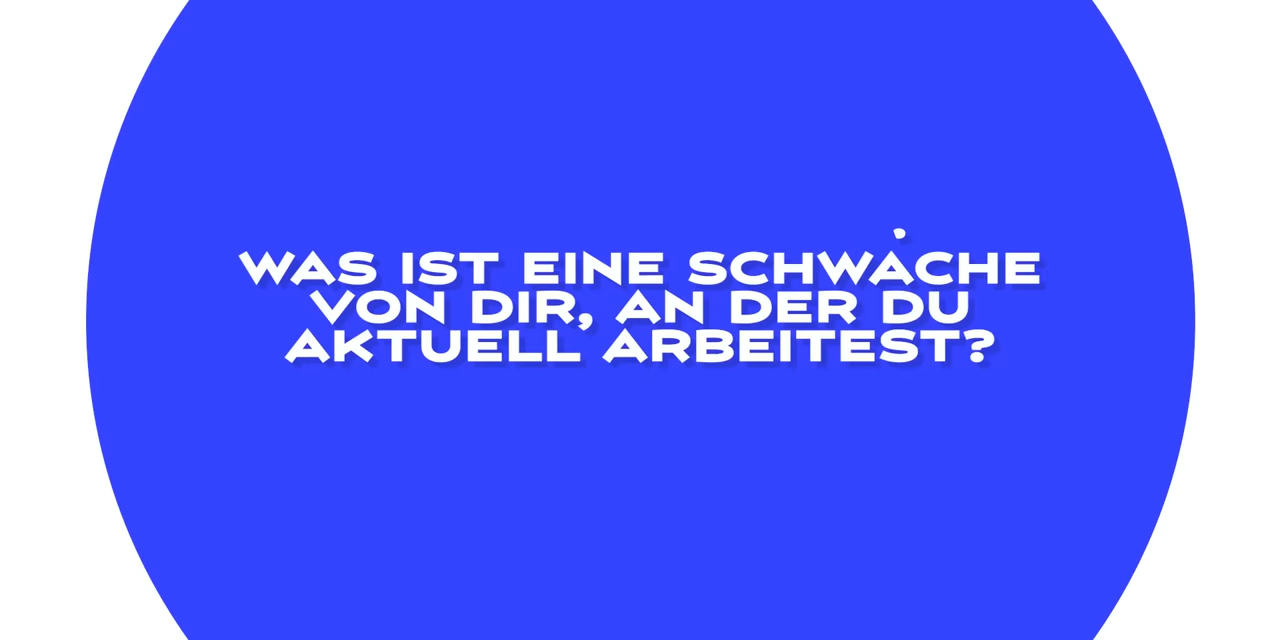 WAS IST EINE SCHWÄCHE
VON DIR, AN DER DU
AKTUELL ARBEITEST?